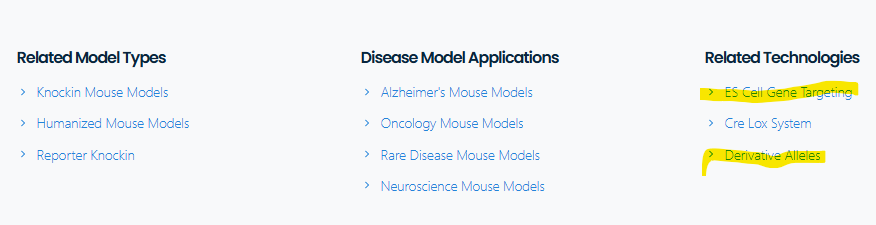 Related Model Types
Knockin Mouse Models
Humanized Mouse Models
Reporter Knockin
Disease Model Applications
Alzheimer's Mouse Models
Oncology Mouse Models
Rare Disease Mouse Models
Neuroscience Mouse Models
Related Technologies
ES Cell Gene Targeting
Cre Lox System
Derivative Alleles